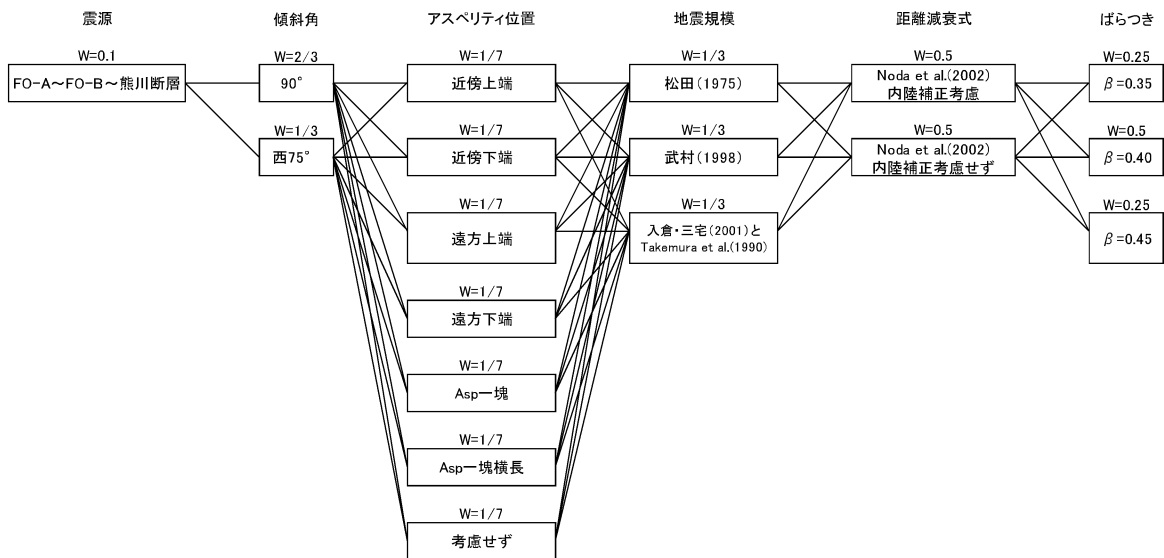 震源 傾斜角 アスペリティ位置 地震規模 距離減衰式 ばらつき
W=0.1 W=2/3 W=1/7 W=1/3 W=0.5 W=0.25
FO-A～FO-B～熊川断層 90° 近傍上端 松田(1975) Noda et al.(2002) β=0.35
内陸補正考慮
W=1/3 W=1/7 W=1/3 W=0.5 W=0.5
西75° 近傍下端 武村(1998) Noda et al.(2002) β=0.40
内陸補正考慮せず
W=1/7 W=1/3 W=0.25
遠方上端 入倉・三宅(2001)と β=0.45
Takemura et al.(1990)
W=1/7
遠方下端
W=1/7
Asp一塊
W=1/7
Asp一塊横長
W=1/7
考慮せず